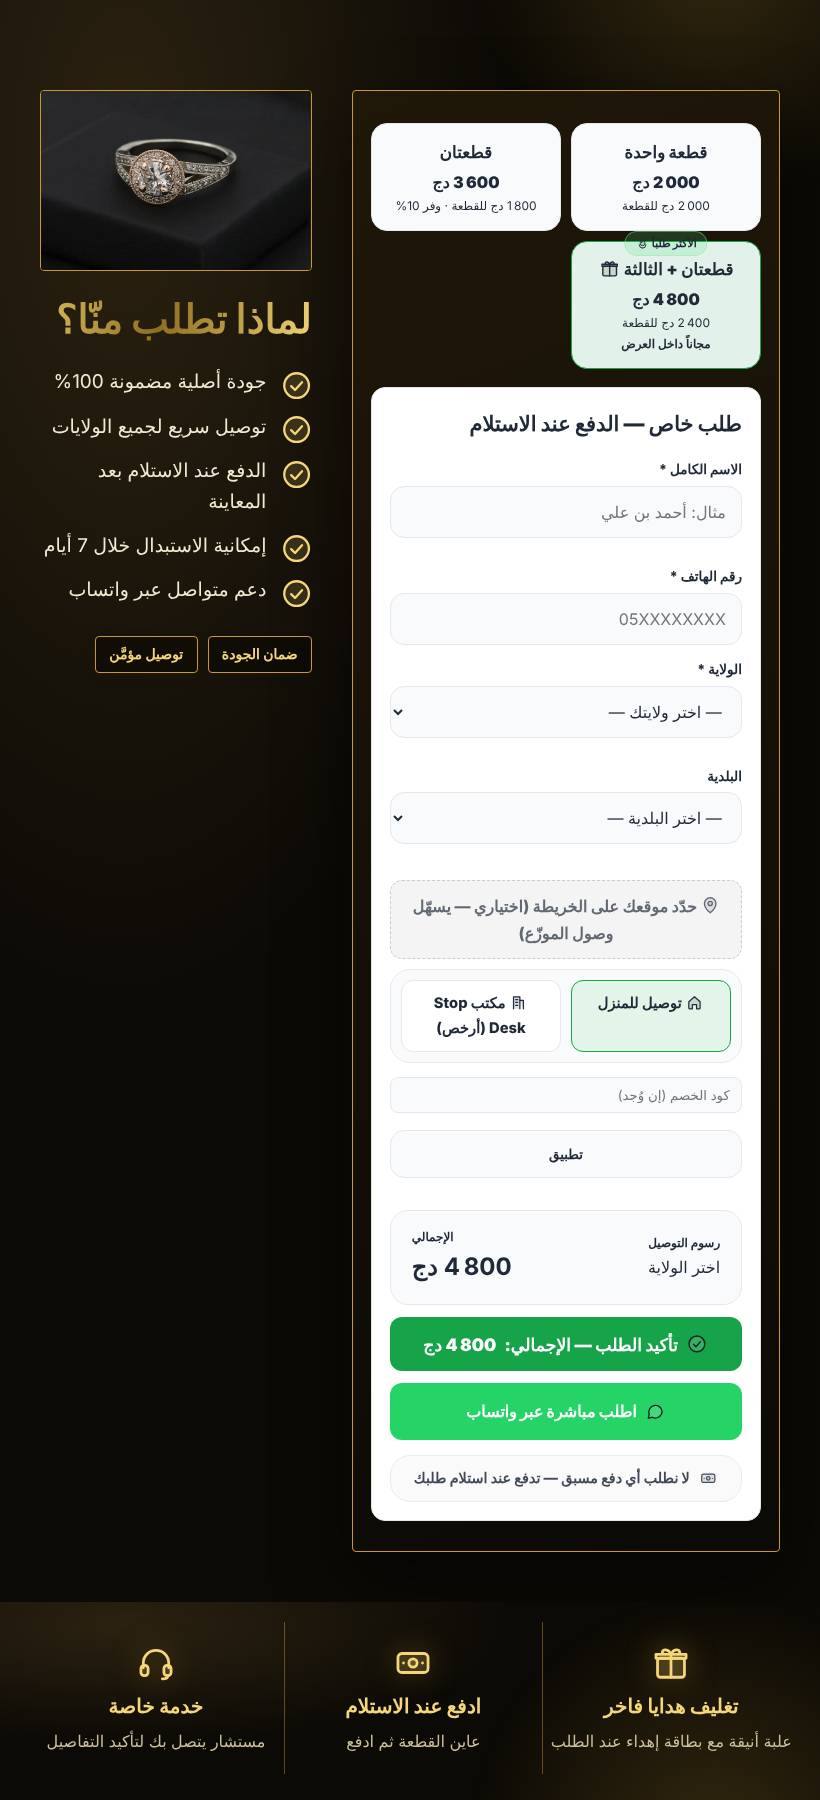 قطعة واحدة
2 000 دج
2 000 دج للقطعة
قطعتان
3 600 دج
1 800 دج للقطعة · وفر 10%
الأكثر طلبا
قطعتان + الثالثة
4 800 دج
2 400 دج للقطعة
مجاناً داخل العرض
طلب خاص — الدفع عند الاستلام
الاسم الكامل *
مثال: أحمد بن علي
رقم الهاتف *
05XXXXXXXX
الولاية *
— اختر ولايتك —
البلدية
— اختر البلدية —
حدّد موقعك على الخريطة (اختياري — يسهّل
وصول الموزّع)
توصيل للمنزل
مكتب Stop
Desk (أرخص)
كود الخصم (إن وُجد)
تطبيق
رسوم التوصيل
اختر الولاية
الإجمالي
4 800 دج
تأكيد الطلب — الإجمالي: 4 800 دج
اطلب مباشرة عبر واتساب
لا نطلب أي دفع مسبق — تدفع عند استلام طلبك
لماذا تطلب منّا؟
جودة أصلية مضمونة 100%
توصيل سريع لجميع الولايات
الدفع عند الاستلام بعد
المعاينة
إمكانية الاستبدال خلال 7 أيام
دعم متواصل عبر واتساب
ضمان الجودة
توصيل مؤمَّن
تغليف هدايا فاخر
علبة أنيقة مع بطاقة إهداء عند الطلب
ادفع عند الاستلام
عاين القطعة ثم ادفع
خدمة خاصة
مستشار يتصل بك لتأكيد التفاصيل